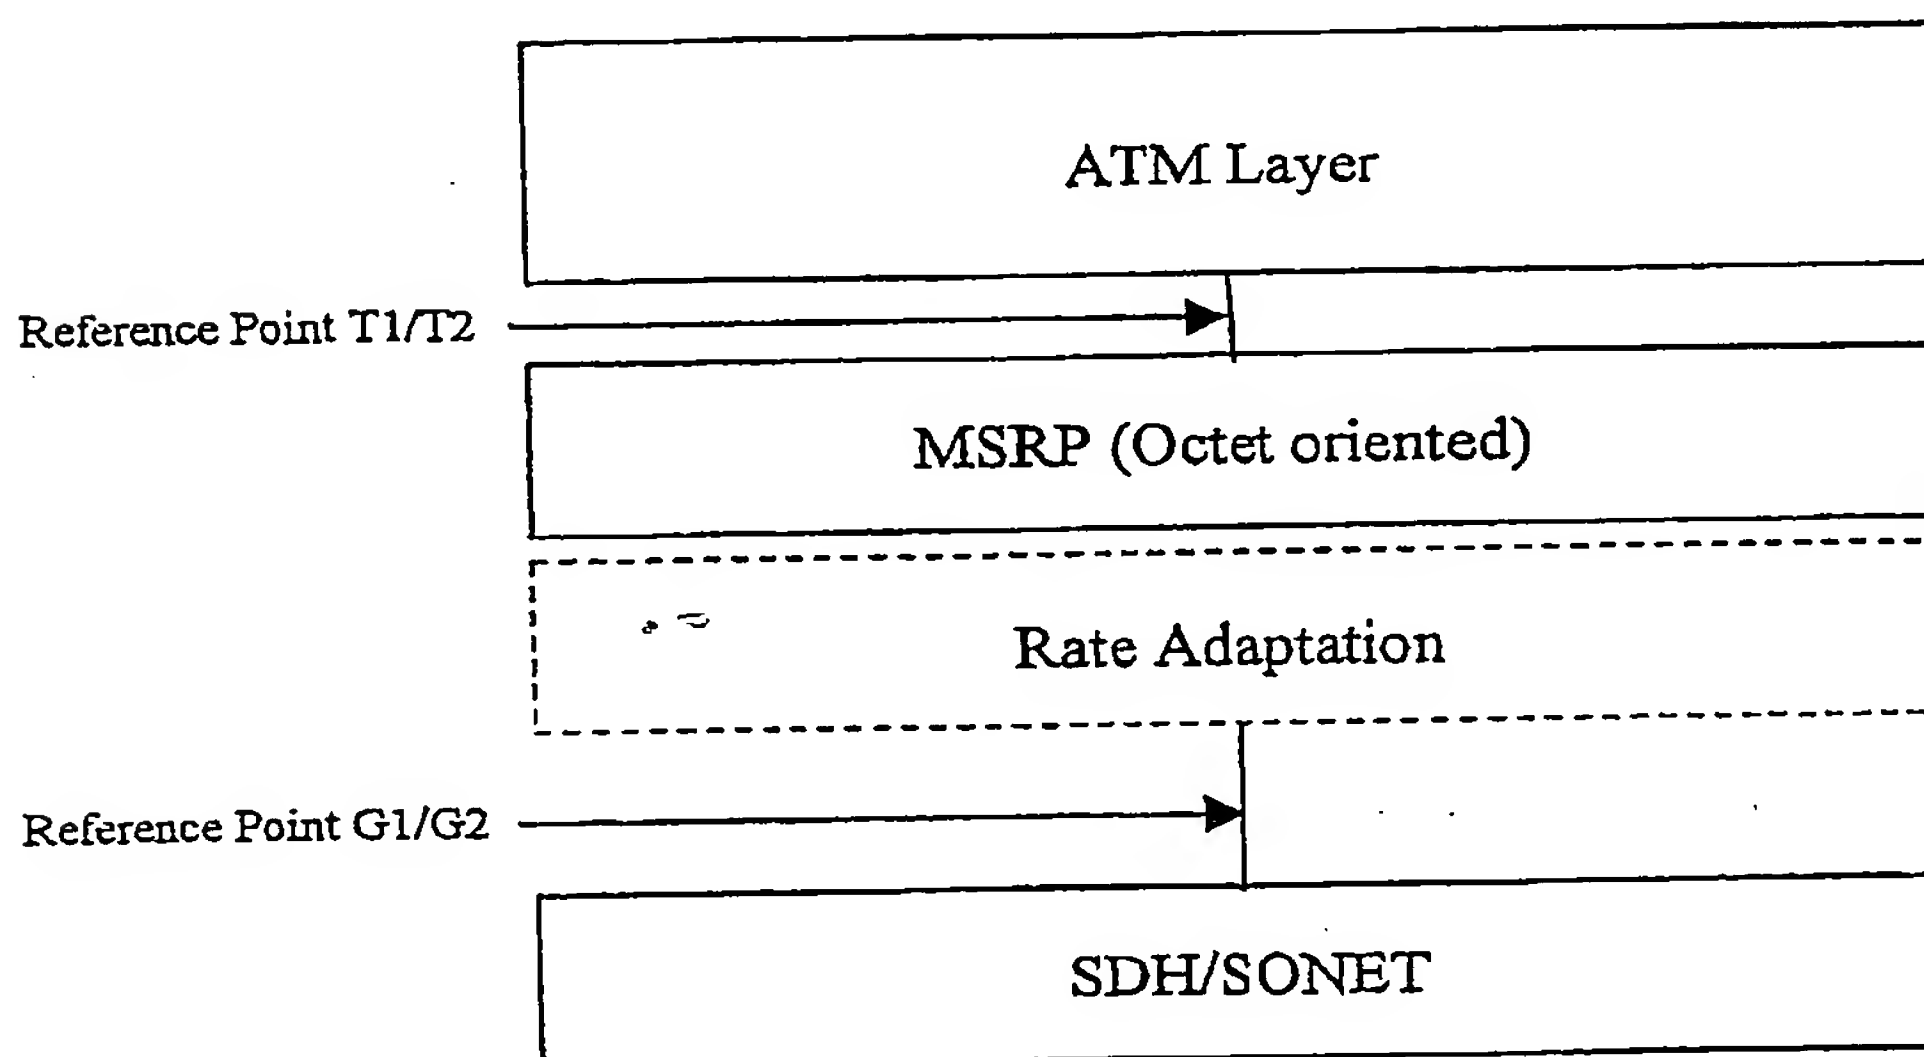 ATM Layer
Reference Point T1/T2
MSRP (Octet oriented)
Rate Adaptation
Reference Point G1/G2
SDH/SONET